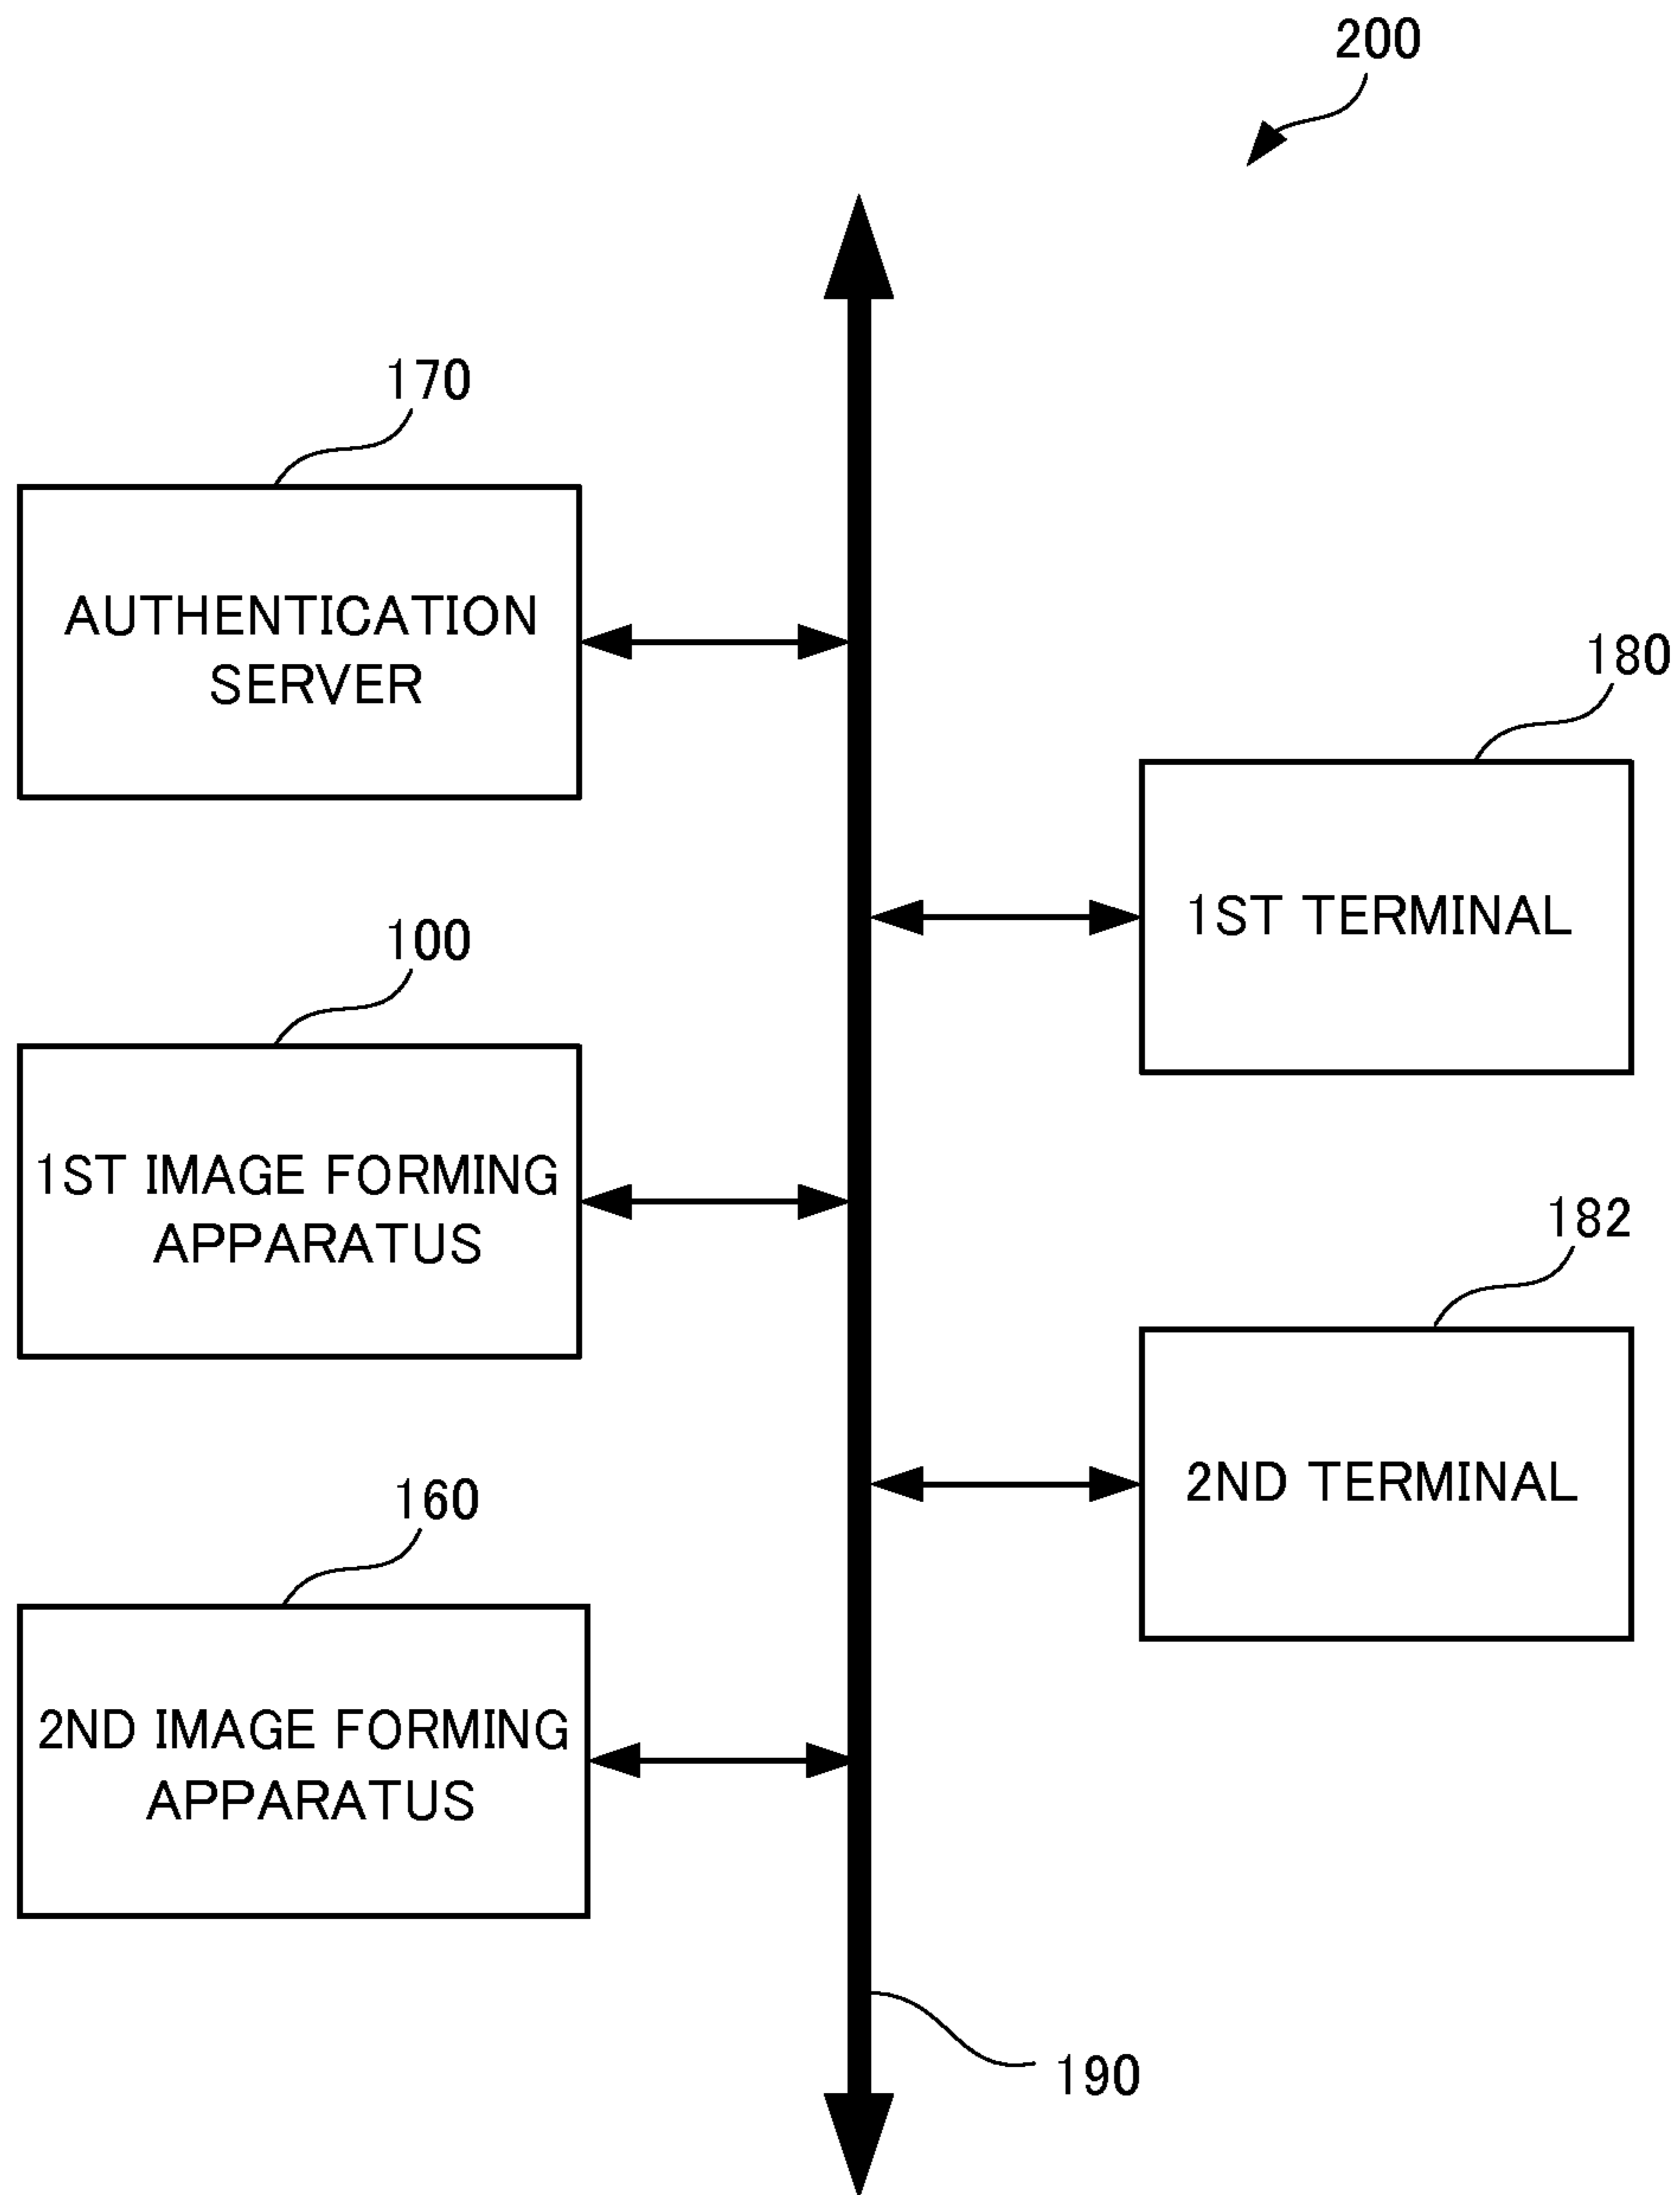 200
170
AUTHENTICATION
SERVER
180
1ST TERMINAL
100
1ST IMAGE FORMING
APPARATUS
182
2ND TERMINAL
160
2ND IMAGE FORMING
APPARATUS
190